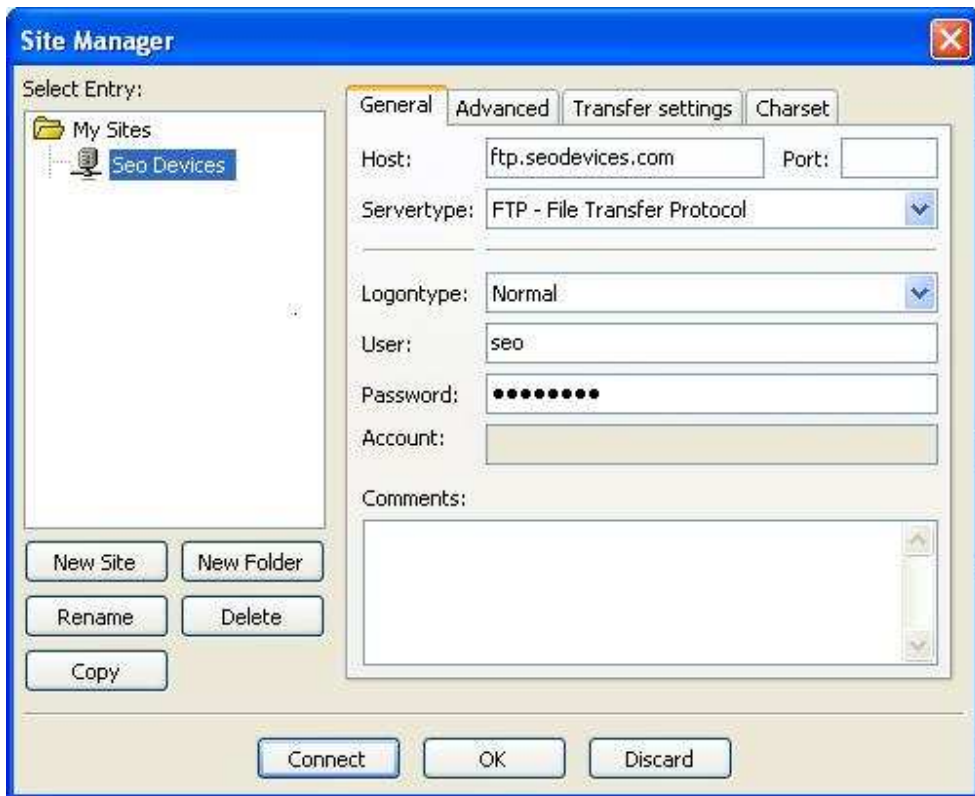 Site Manager
Select Entry:
My Sites
Seo Devices
New Site New Folder
Rename Delete
Copy
General Advanced Transfer settings Charset
Host: ftp.seodevices.com Port:
Servertype: FTP - File Transfer Protocol
Logontype: Normal
User: seo
Password: ••••••••
Account:
Comments:
Connect OK Discard